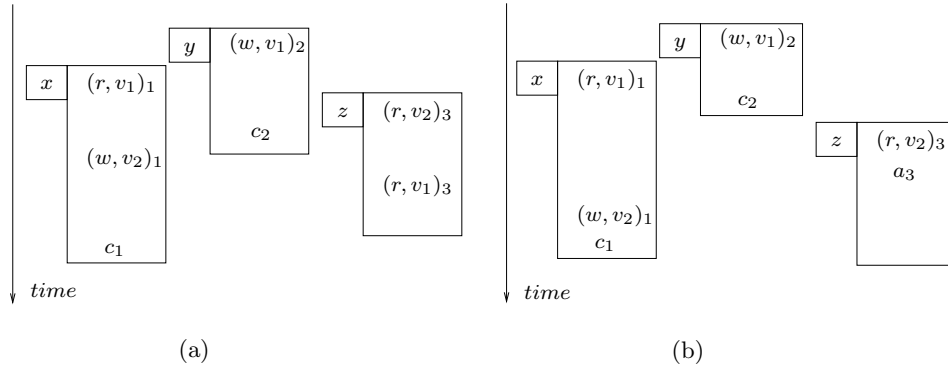 y (w, v₁)₂
x (r, v₁)₁
z (r, v₂)₃
c₂
(w, v₂)₁
(r, v₁)₃
c₁
time
(a)
y (w, v₁)₂
x (r, v₁)₁
c₂
z (r, v₂)₃
a₃
(w, v₂)₁
c₁
time
(b)